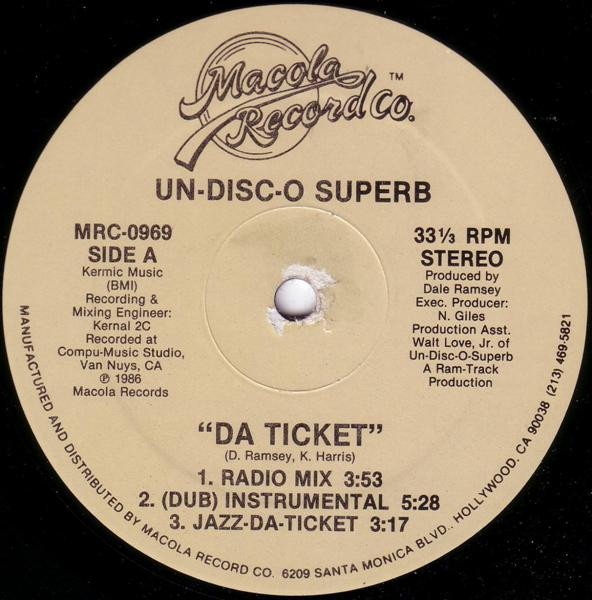 Macola
Record Co.™
UN-DISC-O SUPERB
MRC-0969
SIDE A
Kermic Music
(BMI)
Recording &
Mixing Engineer:
Kernal 2C
Recorded at
Compu-Music Studio,
Van Nuys, CA
℗ 1986
Macola Records
33⅓ RPM
STEREO
Produced by
Dale Ramsey
Exec. Producer:
N. Giles
Production Asst.
Walt Love, Jr. of
Un-Disc-O-Superb
A Ram-Track
Production
"DA TICKET"
(D. Ramsey, K. Harris)
1. RADIO MIX 3:53
2. (DUB) INSTRUMENTAL 5:28
3. JAZZ-DA-TICKET 3:17
MANUFACTURED AND DISTRIBUTED BY MACOLA RECORD CO. 6209 SANTA MONICA BLVD., HOLLYWOOD, CA 90038 (213) 469-5821